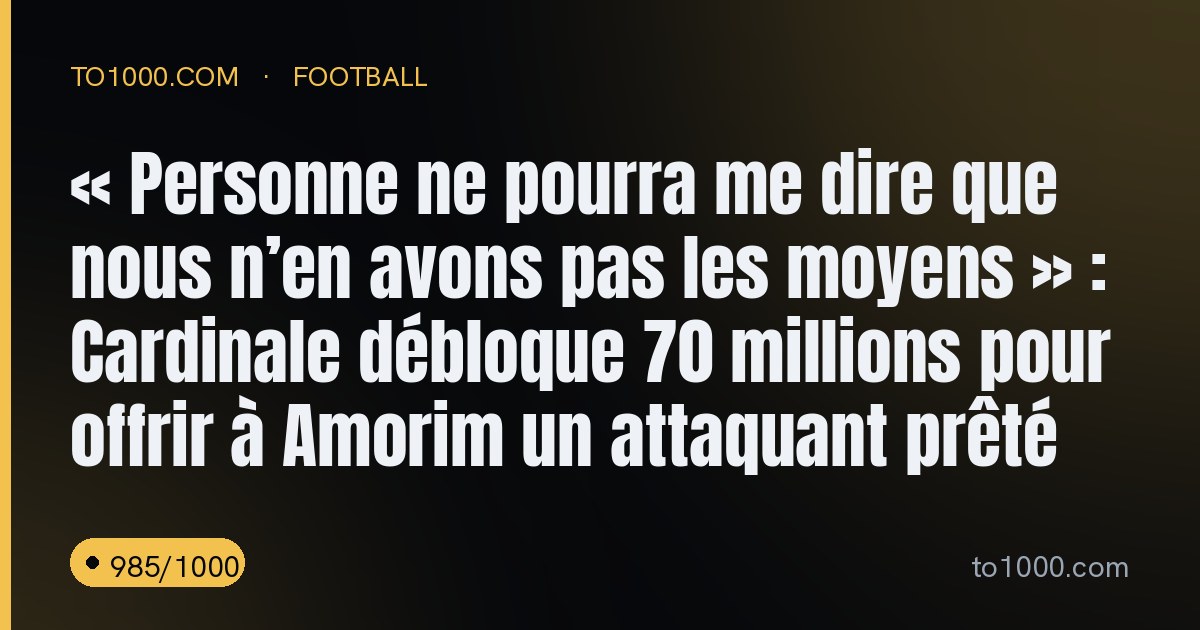 TO1000.COM · FOOTBALL
« Personne ne pourra me dire que
nous n’en avons pas les moyens » :
Cardinale débloque 70 millions pour
offrir à Amorim un attaquant prêté
985/1000
to1000.com